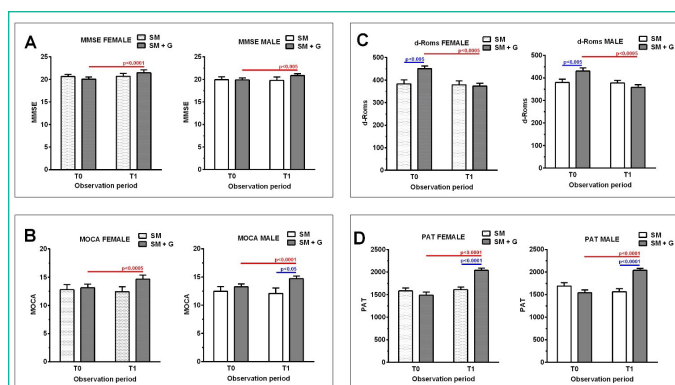 A
MMSE FEMALE
SM
SM + G
p<0.0001
MMSE
25
20
15
10
5
0
T0 T1
Observation period
MMSE MALE
SM
SM + G
p<0.005
MMSE
25
20
15
10
5
0
T0 T1
Observation period
C
d-Roms FEMALE
SM
SM + G
p<0.0005
p<0.005
d-Roms
500
400
300
200
100
0
T0 T1
Observation period
d-Roms MALE
SM
SM + G
p<0.0005
p<0.005
d-Roms
500
400
300
200
100
0
T0 T1
Observation period
B
MOCA FEMALE
SM
SM + G
p<0.0005
MOCA
20
15
10
5
0
T0 T1
Observation period
MOCA MALE
SM
SM + G
p<0.0001
p<0.05
MOCA
20
15
10
5
0
T0 T1
Observation period
D
PAT FEMALE
SM
SM + G
p<0.0001
p<0.0001
PAT
2500
2000
1500
1000
500
0
T0 T1
Observation period
PAT MALE
SM
SM + G
p<0.0001
p<0.0001
PAT
2500
2000
1500
1000
500
0
T0 T1
Observation period